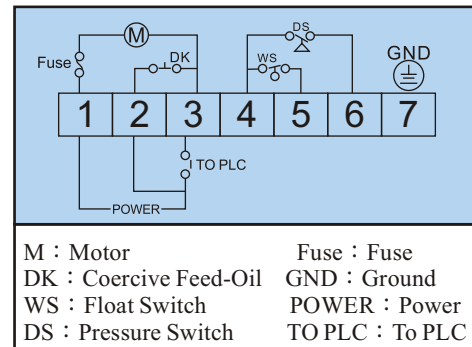 M
DS
Fuse
DK
WS
GND
1 2 3 4 5 6 7
TO PLC
POWER
M：Motor Fuse：Fuse
DK：Coercive Feed-Oil GND：Ground
WS：Float Switch POWER：Power
DS：Pressure Switch TO PLC：To PLC